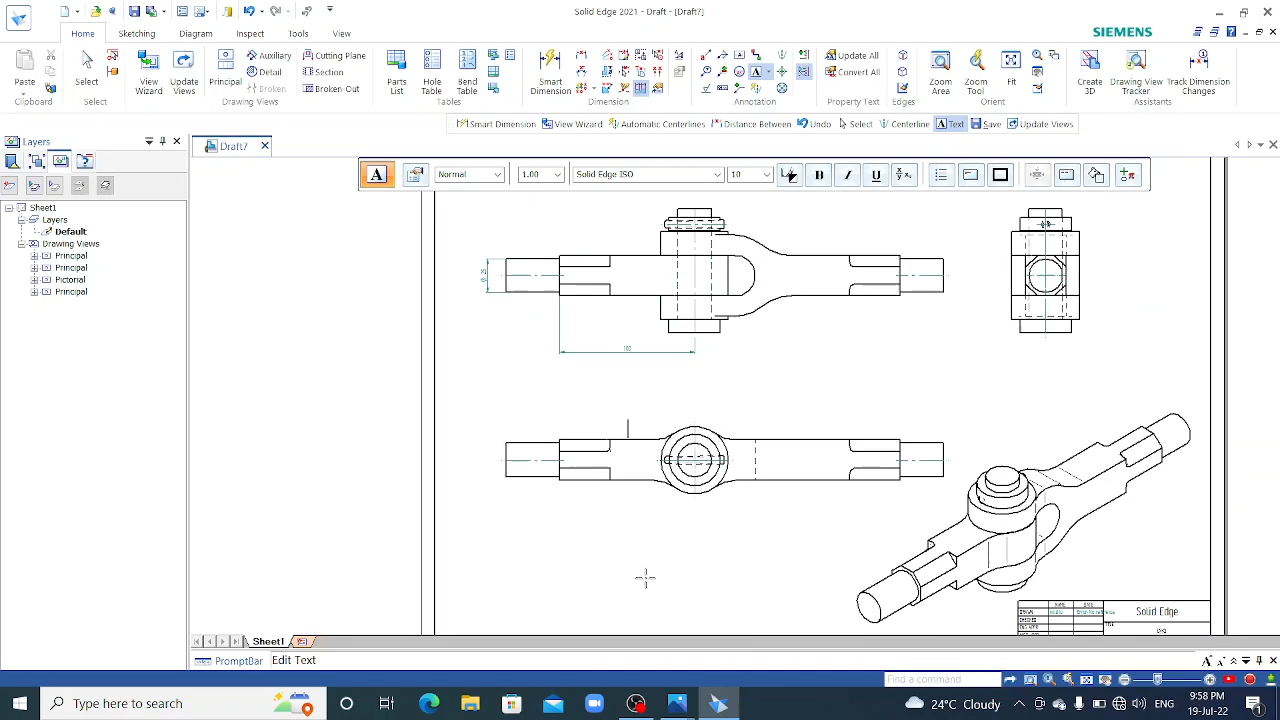 Solid Edge 2021 - Draft - [Draft7]
Home
Sketching
Diagram
Inspect
Tools
View
SIEMENS
Paste
Clipboard
Select
Select
View Wizard
Update Views
Principal
Auxiliary
Detail
Broken
Cutting Plane
Section
Broken-Out
Drawing Views
Parts List
Hole Table
Bend Table
Tables
Smart Dimension
Dimension
Annotation
Update All
Convert All
Property Text
Edges
Zoom Area
Zoom Tool
Fit
Orient
Create 3D
Drawing View Tracker
Track Dimension Changes
Assistants
Smart Dimension
View Wizard
Automatic Centerlines
Distance Between
Undo
Select
Centerline
A Text
Save
Update Views
Layers
Draft7
Normal
1.00
Solid Edge ISO
10
B
I
U
Sheet1
Layers
Default
Drawing Views
Principal
Principal
Pictorial
Principal
100
NAME
DATE
DRAWN
CHECKED
Solid Edge
TITLE
Sheet1
PromptBar
Edit Text
Find a command
Type here to search
24°C Cloudy
ENG
9:58 PM
19-Jul-22